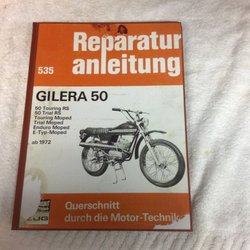 Reparatur
anleitung
535
GILERA 50
50 Touring RS
50 Trial RS
Touring Moped
Trial Moped
Enduro Moped
E-Typ-Moped
ab 1972
Querschnitt
durch die Motor-Technik